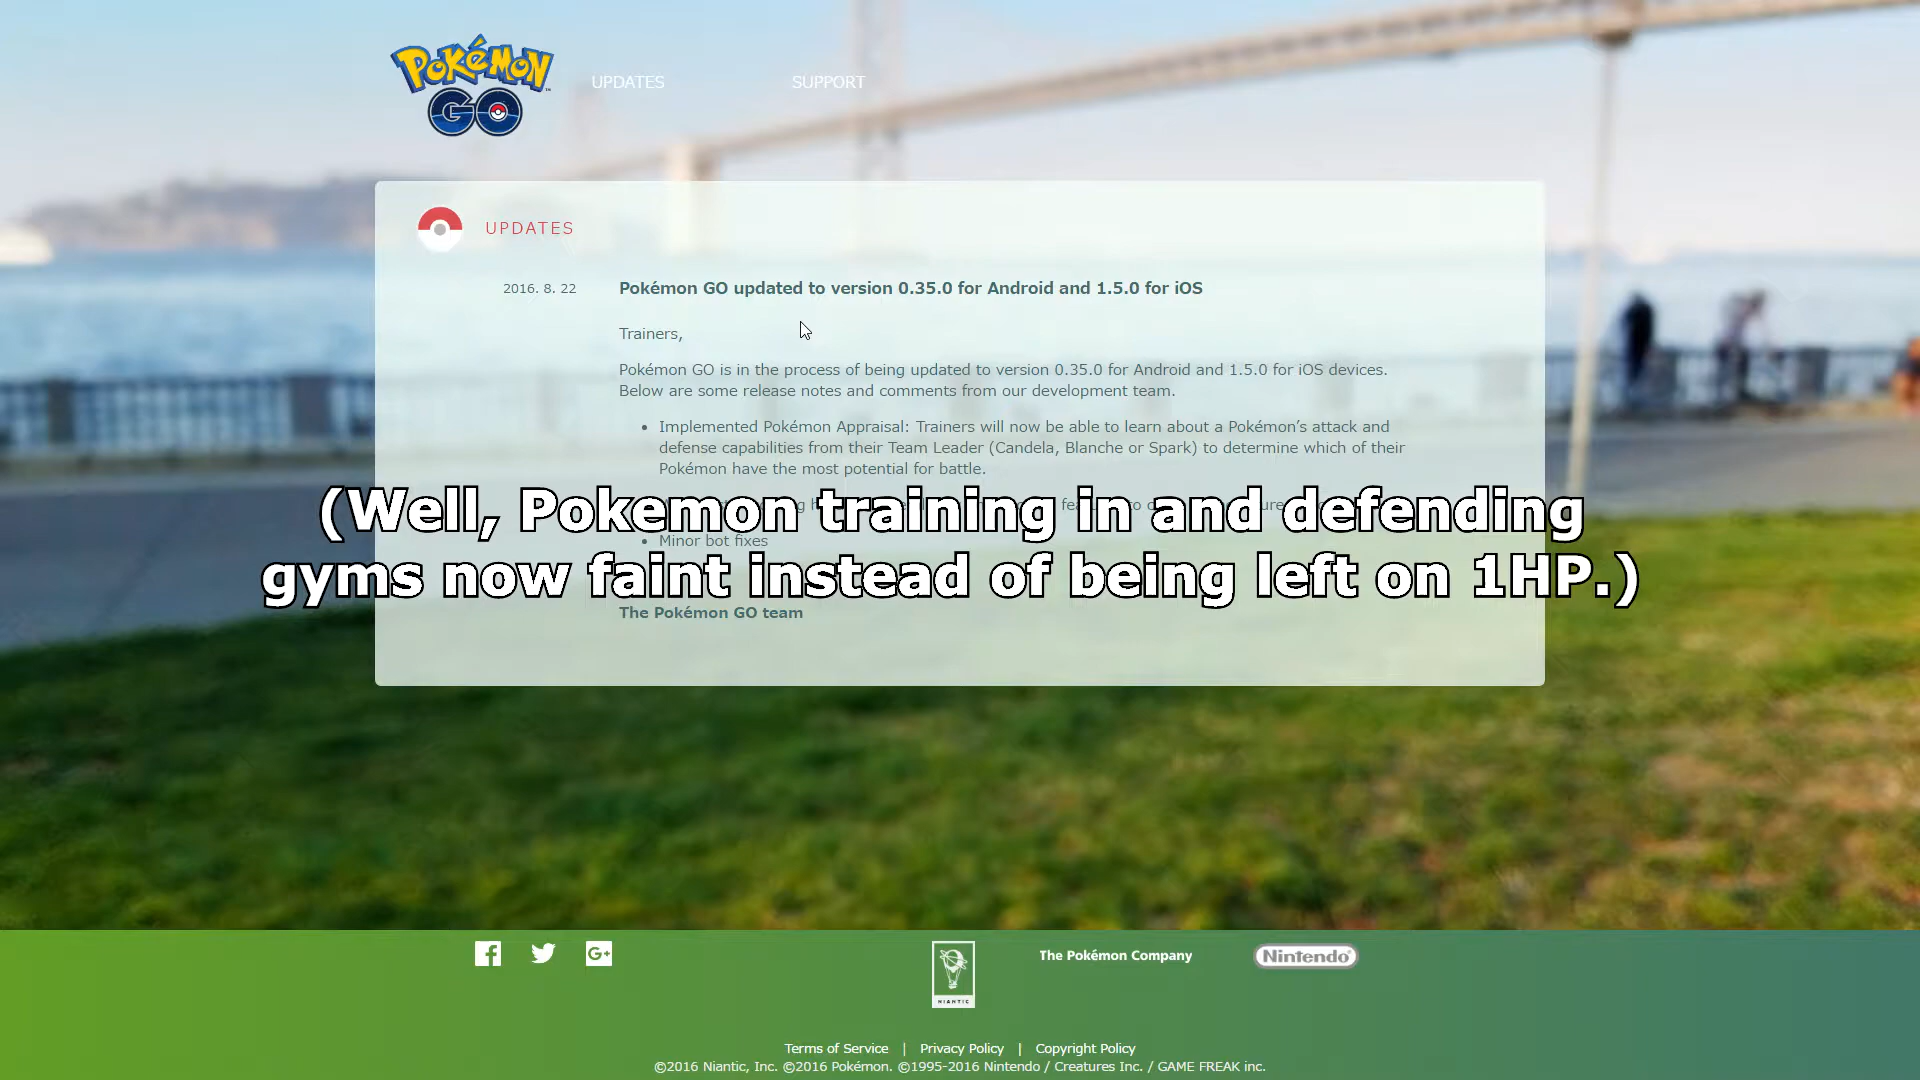 POKéMON
GO
UPDATES
SUPPORT
UPDATES
2016. 8. 22
Pokémon GO updated to version 0.35.0 for Android and 1.5.0 for iOS
Trainers,
Pokémon GO is in the process of being updated to version 0.35.0 for Android and 1.5.0 for iOS devices.
Below are some release notes and comments from our development team.
• Implemented Pokémon Appraisal: Trainers will now be able to learn about a Pokémon’s attack and
defense capabilities from their Team Leader (Candela, Blanche or Spark) to determine which of their
Pokémon have the most potential for battle.
(Well, Pokemon training in and defending
• Minor bot fixes
gyms now faint instead of being left on 1HP.)
The Pokémon GO team
NIANTIC
The Pokémon Company
Nintendo
Terms of Service | Privacy Policy | Copyright Policy
©2016 Niantic, Inc. ©2016 Pokémon. ©1995-2016 Nintendo / Creatures Inc. / GAME FREAK inc.